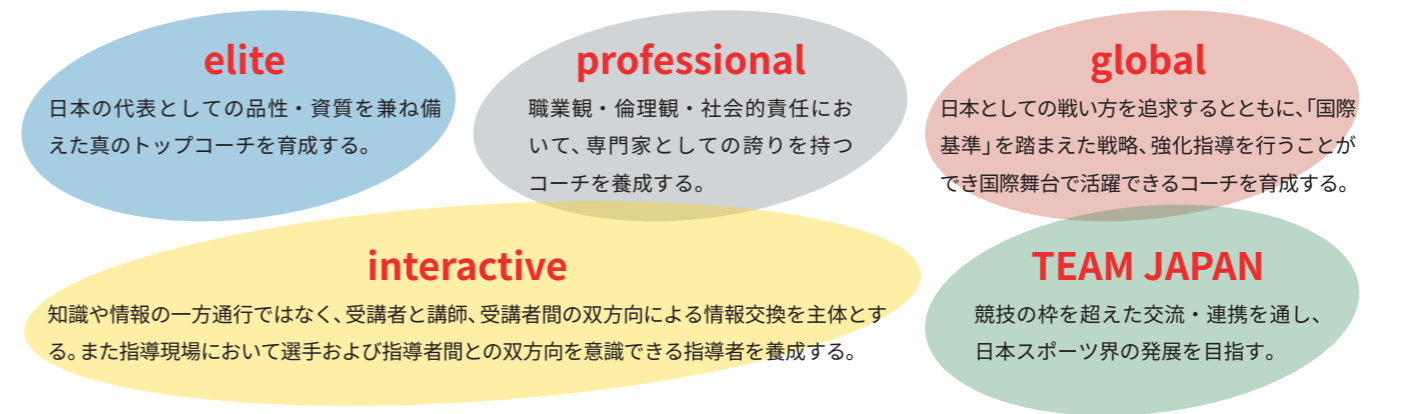 elite
日本の代表としての品性・資質を兼ね備
えた真のトップコーチを育成する。
professional
職業観・倫理観・社会的責任にお
いて、専門家としての誇りを持つ
コーチを養成する。
global
日本としての戦い方を追求するとともに、「国際
基準」を踏まえた戦略、強化指導を行うことが
でき国際舞台で活躍できるコーチを育成する。
interactive
知識や情報の一方通行ではなく、受講者と講師、受講者間の双方向による情報交換を主体とす
る。また指導現場において選手および指導者間との双方向を意識できる指導者を養成する。
TEAM JAPAN
競技の枠を超えた交流・連携を通し、
日本スポーツ界の発展を目指す。